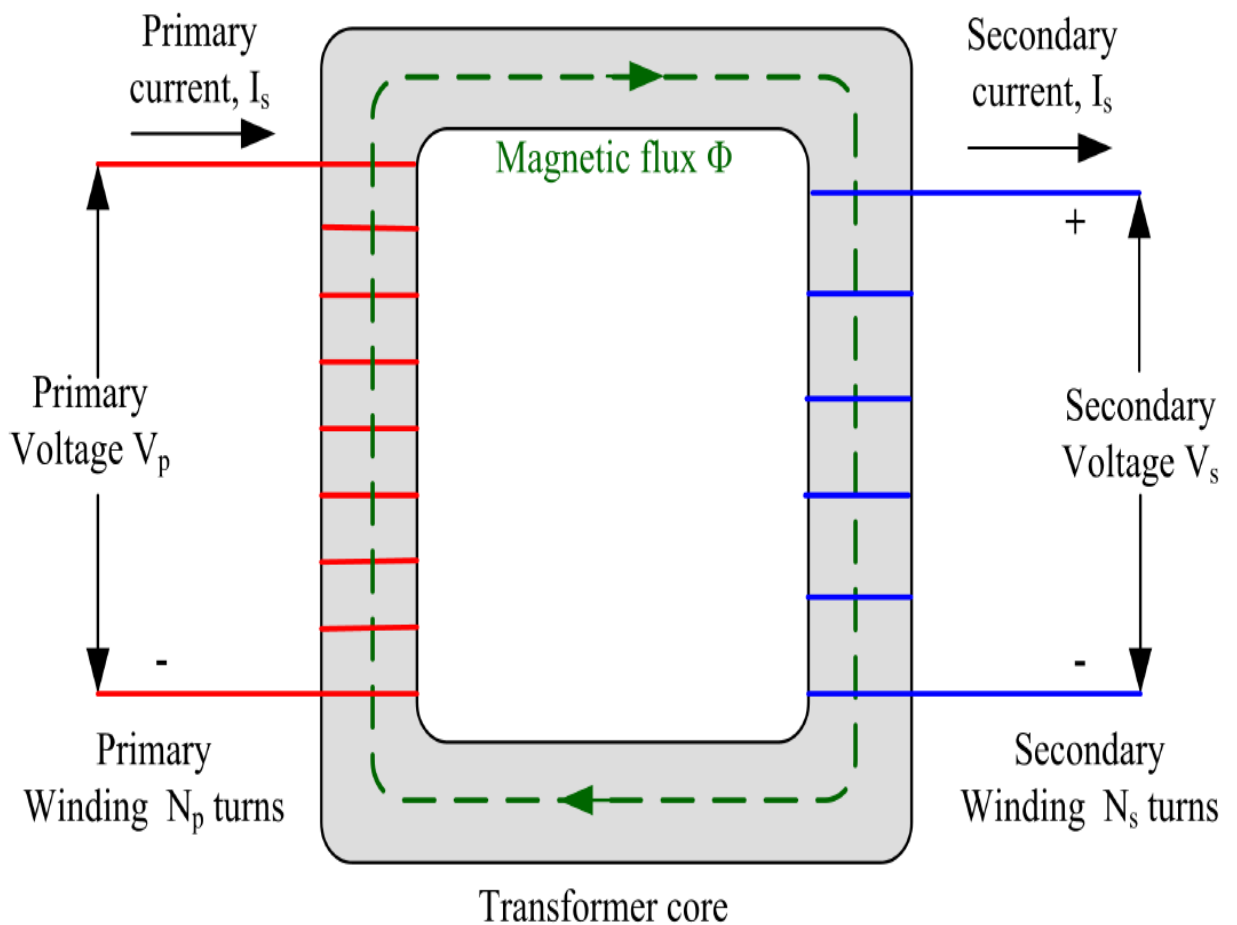 Primary
current, Is
Secondary
current, Is
Magnetic flux Φ
+
Primary
Voltage Vp
Secondary
Voltage Vs
-
-
Primary
Winding Np turns
Secondary
Winding Ns turns
Transformer core